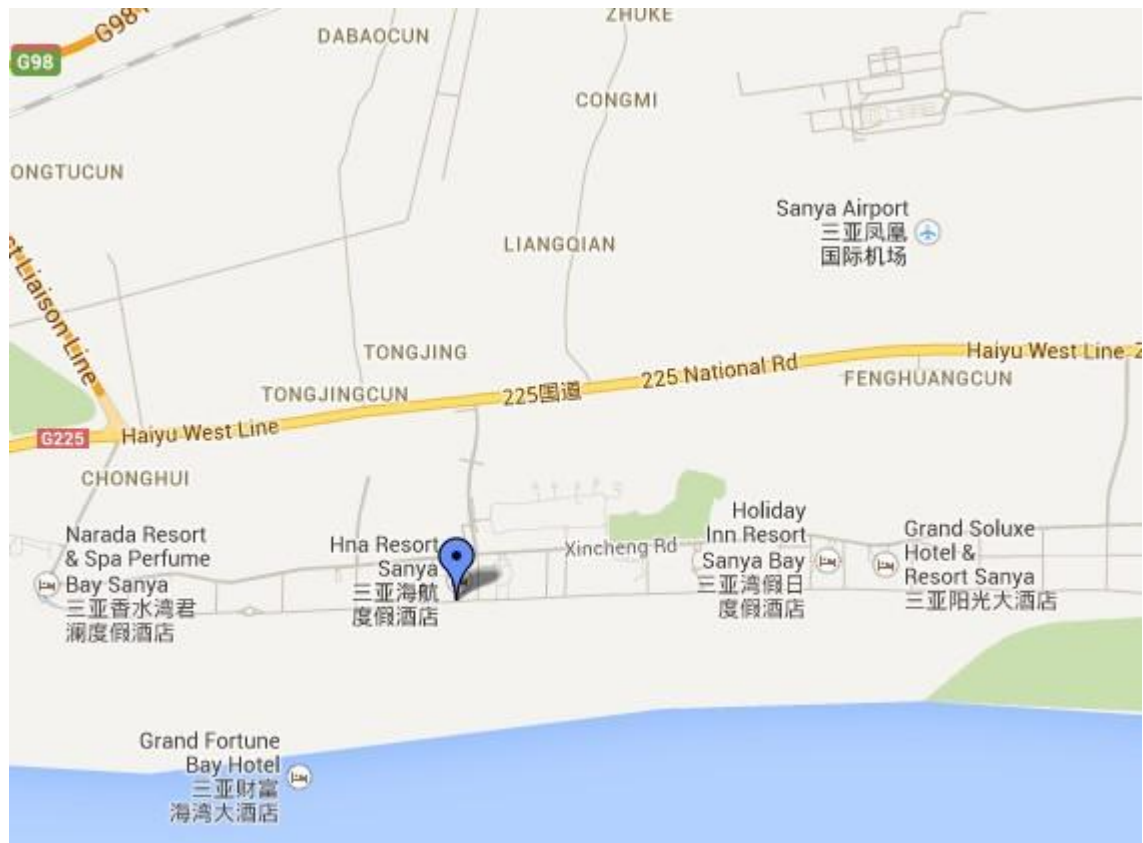 G98
G98
DABAOCUN
ZHUKE
CONGMI
ONGTUCUN
Sanya Airport
三亚凤凰
国际机场
LIANGQIAN
st Liaison Line
TONGJING
TONGJINGCUN
225国道
225 National Rd
Haiyu West Line
FENGHUANGCUN
G225
Haiyu West Line
CHONGHUI
Narada Resort
& Spa Perfume
Bay Sanya
三亚香水湾君
澜度假酒店
Hna Resort
Sanya
三亚海航
度假酒店
Xincheng Rd
Holiday
Inn Resort
Sanya Bay
三亚湾假日
度假酒店
Grand Soluxe
Hotel &
Resort Sanya
三亚阳光大酒店
Grand Fortune
Bay Hotel
三亚财富
海湾大酒店